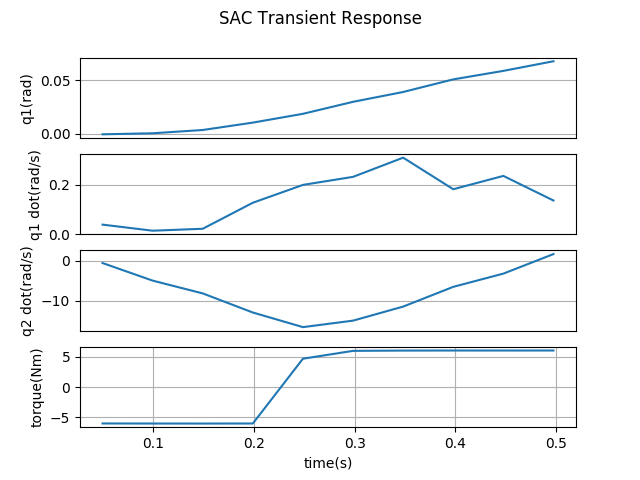 SAC Transient Response
0.05
0.00
q1(rad)
0.2
0.0
q1 dot(rad/s)
0
−10
q2 dot(rad/s)
5
0
−5
torque(Nm)
0.1 0.2 0.3 0.4 0.5
time(s)